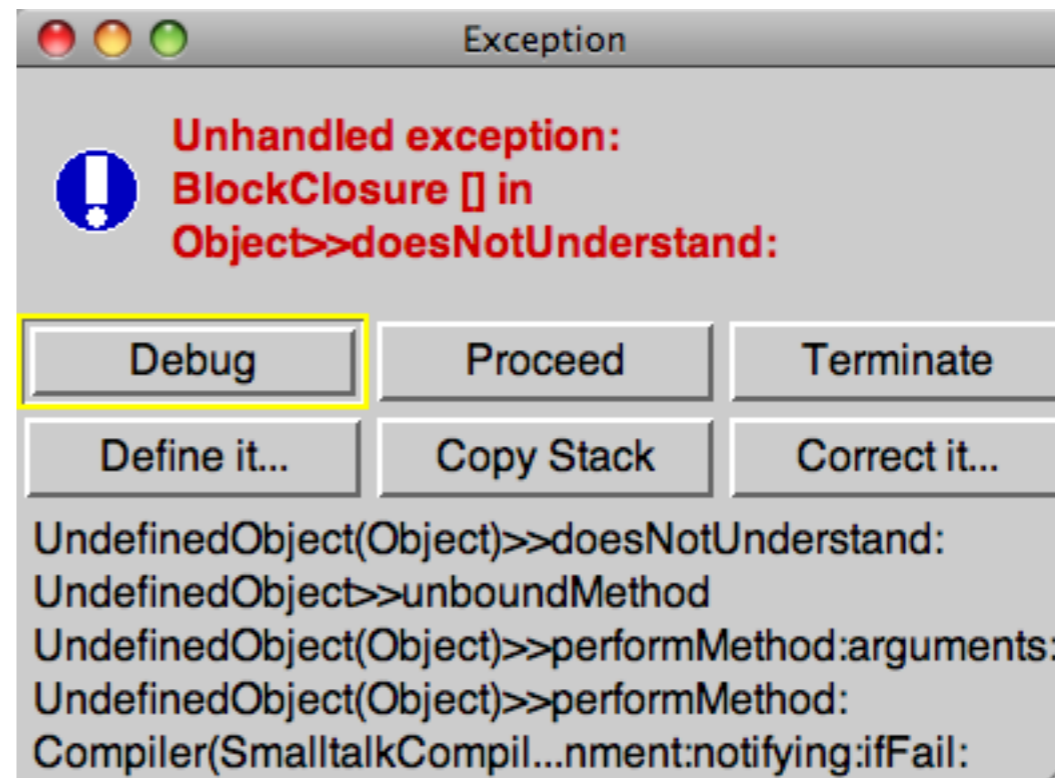 Exception
Unhandled exception:
BlockClosure [] in
Object>>doesNotUnderstand:
Debug Proceed Terminate
Define it... Copy Stack Correct it...
UndefinedObject(Object)>>doesNotUnderstand:
UndefinedObject>>unboundMethod
UndefinedObject(Object)>>performMethod:arguments:
UndefinedObject(Object)>>performMethod:
Compiler(SmalltalkCompil...nment:notifying:ifFail: